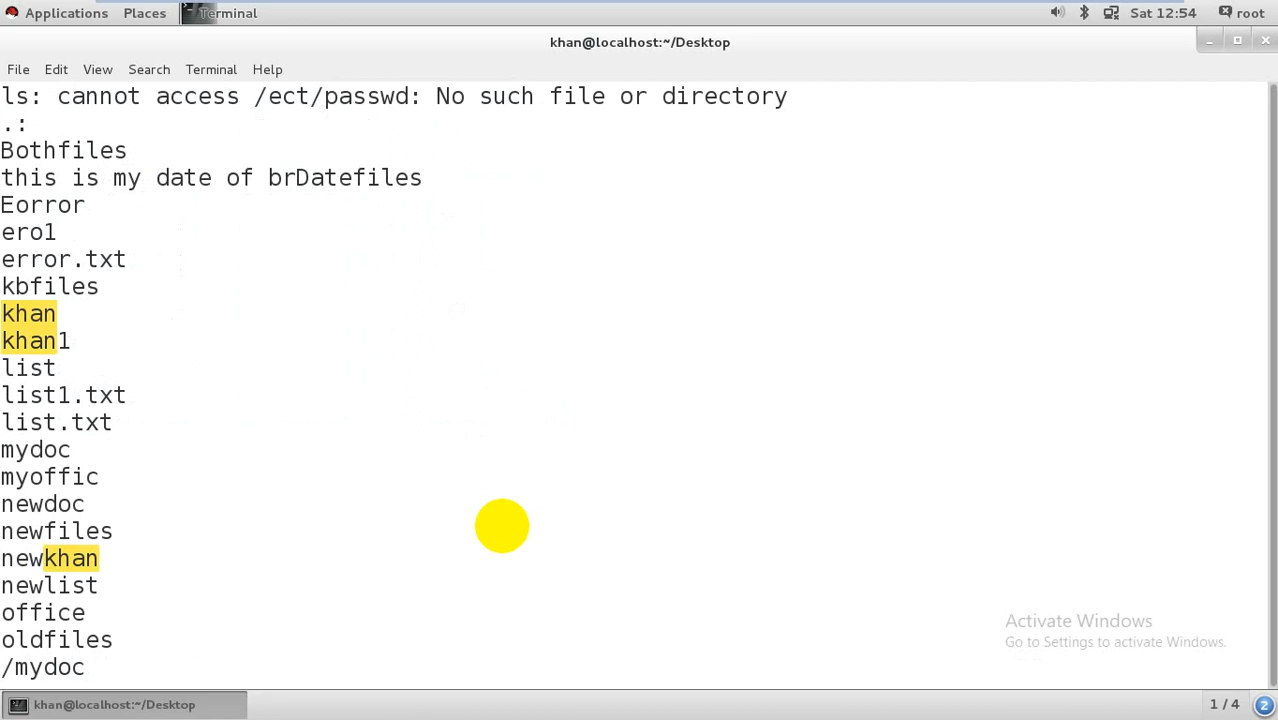 Applications Places Terminal Sat 12:54 root
khan@localhost:~/Desktop
File Edit View Search Terminal Help
ls: cannot access /ect/passwd: No such file or directory
.:
Bothfiles
this is my date of brDatefiles
Eorror
ero1
error.txt
kbfiles
khan
khan1
list
list1.txt
list.txt
mydoc
myoffic
newdoc
newfiles
newkhan
newlist
office
oldfiles
/mydoc
Activate Windows
Go to Settings to activate Windows.
khan@localhost:~/Desktop 1 / 4 2